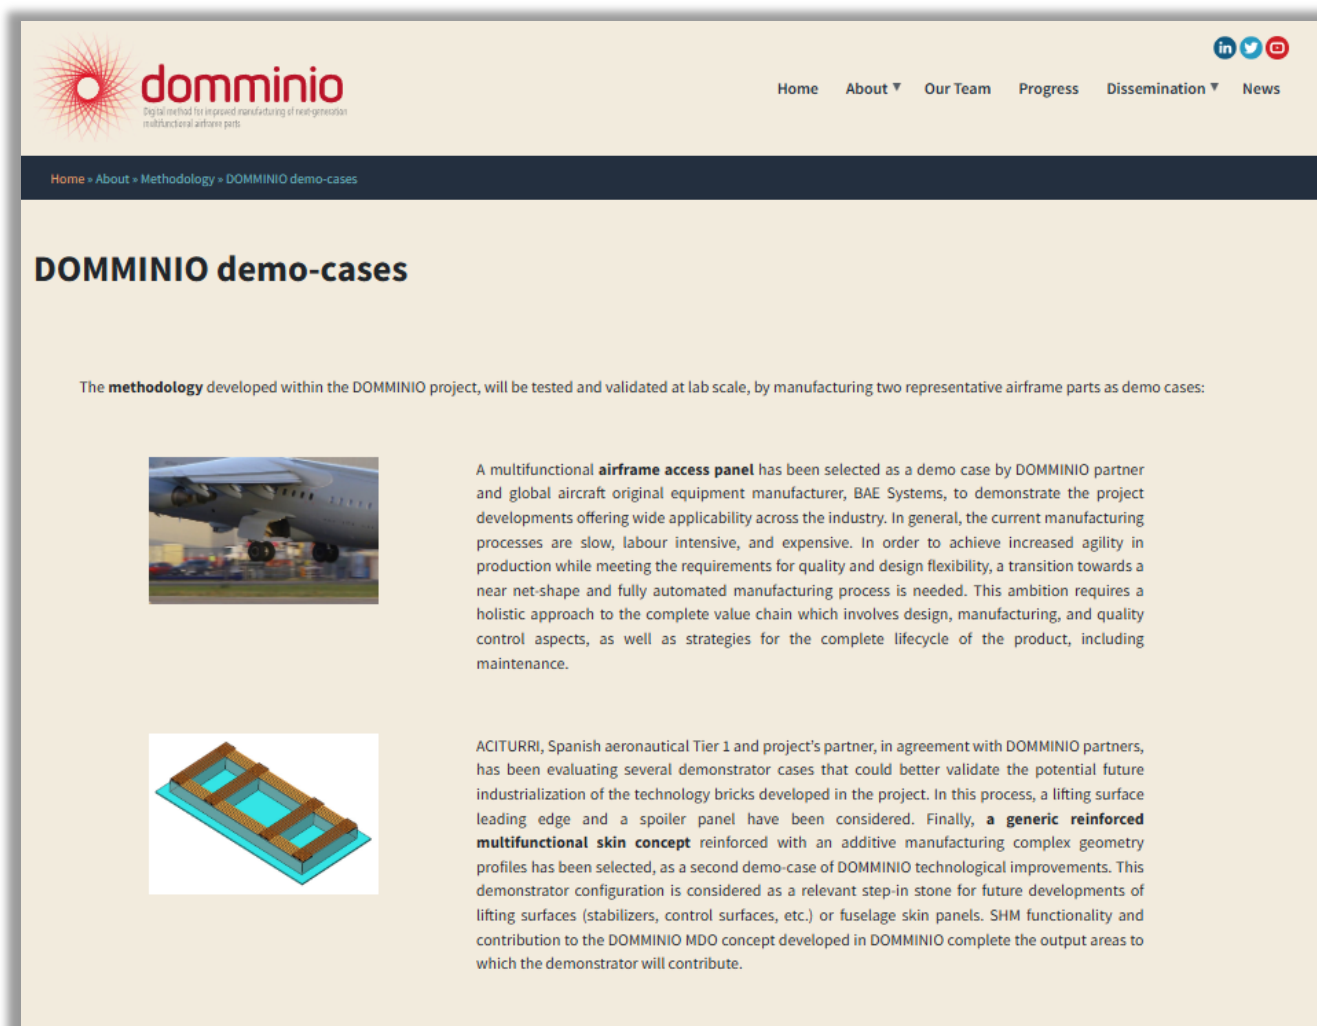 domminio
Digital method for improved manufacturing of next-generation
multifunctional airframe parts
Home About ▼ Our Team Progress Dissemination ▼ News
Home » About » Methodology » DOMMINIO demo-cases
DOMMINIO demo-cases
The methodology developed within the DOMMINIO project, will be tested and validated at lab scale, by manufacturing two representative airframe parts as demo cases:
A multifunctional airframe access panel has been selected as a demo case by DOMMINIO partner
and global aircraft original equipment manufacturer, BAE Systems, to demonstrate the project
developments offering wide applicability across the industry. In general, the current manufacturing
processes are slow, labour intensive, and expensive. In order to achieve increased agility in
production while meeting the requirements for quality and design flexibility, a transition towards a
near net-shape and fully automated manufacturing process is needed. This ambition requires a
holistic approach to the complete value chain which involves design, manufacturing, and quality
control aspects, as well as strategies for the complete lifecycle of the product, including
maintenance.
ACITURRI, Spanish aeronautical Tier 1 and project's partner, in agreement with DOMMINIO partners,
has been evaluating several demonstrator cases that could better validate the potential future
industrialization of the technology bricks developed in the project. In this process, a lifting surface
leading edge and a spoiler panel have been considered. Finally, a generic reinforced
multifunctional skin concept reinforced with an additive manufacturing complex geometry
profiles has been selected, as a second demo-case of DOMMINIO technological improvements. This
demonstrator configuration is considered as a relevant step-in stone for future developments of
lifting surfaces (stabilizers, control surfaces, etc.) or fuselage skin panels. SHM functionality and
contribution to the DOMMINIO MDO concept developed in DOMMINIO complete the output areas to
which the demonstrator will contribute.